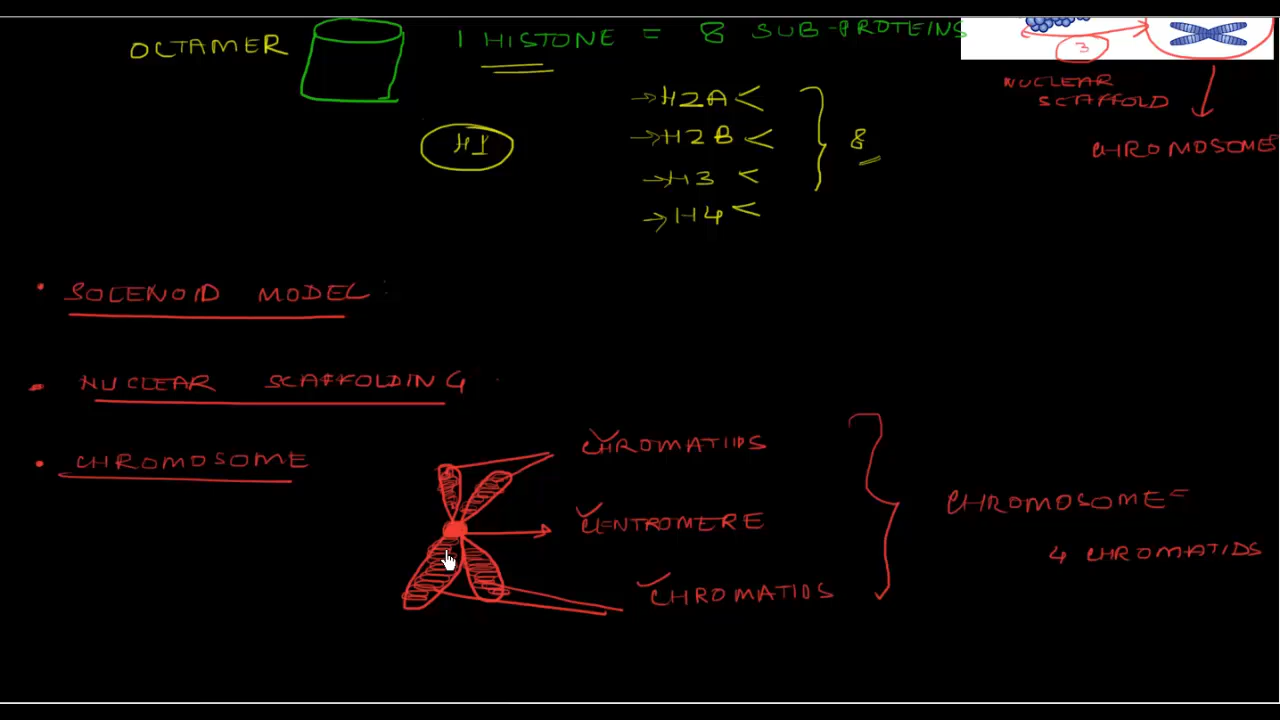 OCTAMER
1 HISTONE = 8 SUB-PROTEINS
3
NUCLEAR
SCAFFOLD
CHROMOSOME
H1
→H2A <
→H2B <
→H3 <
→H4 <
8
• SOLENOID MODEL:
• NUCLEAR SCAFFOLDING
• CHROMOSOME
CHROMATIDS
CENTROMERE
CHROMATIDS
CHROMOSOME =
4 CHROMATIDS